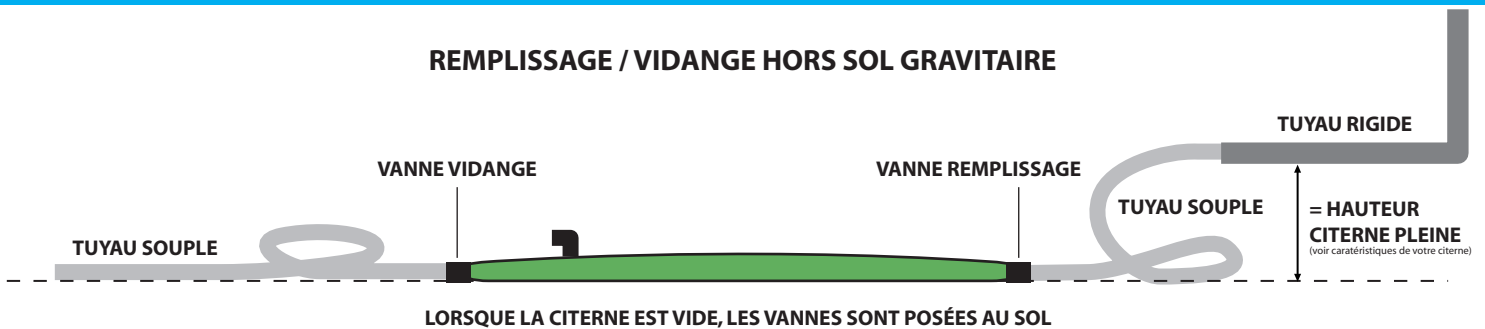 REMPLISSAGE / VIDANGE HORS SOL GRAVITAIRE
TUYAU RIGIDE
VANNE VIDANGE
VANNE REMPLISSAGE
TUYAU SOUPLE
= HAUTEUR
CITERNE PLEINE
(voir caratéristiques de votre citerne)
TUYAU SOUPLE
LORSQUE LA CITERNE EST VIDE, LES VANNES SONT POSÉES AU SOL